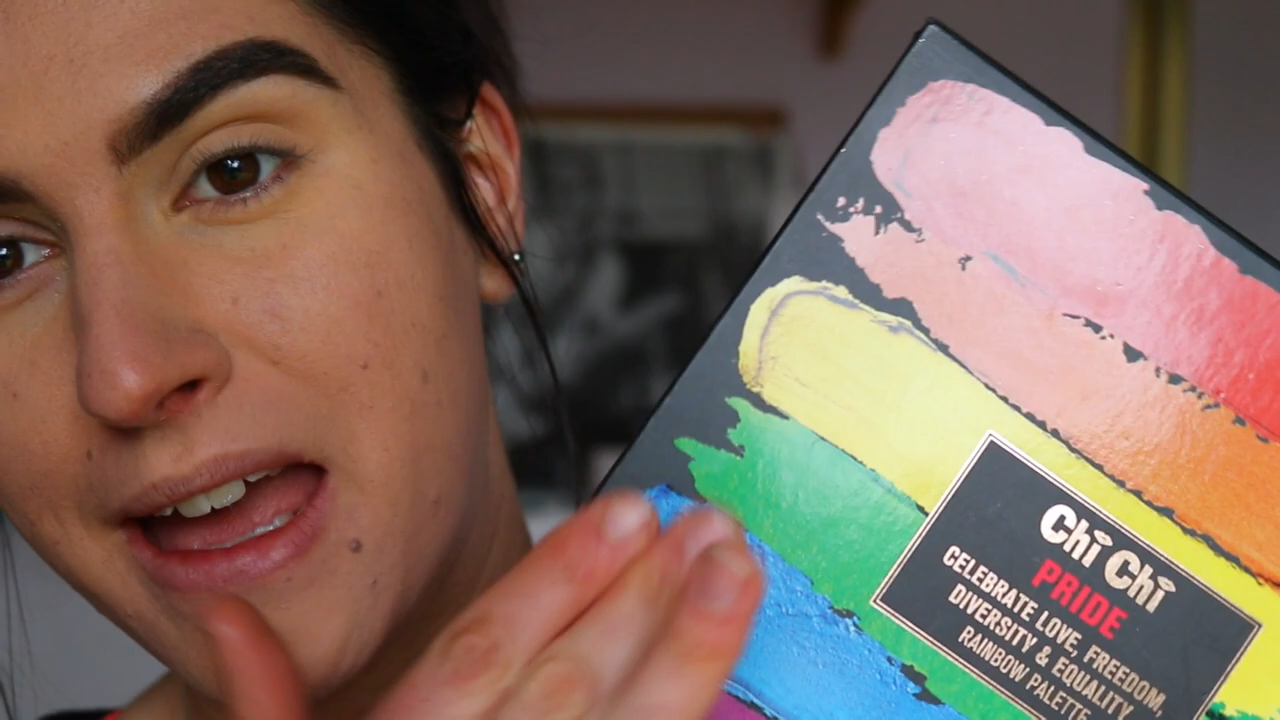 Chi Chi
PRIDE
CELEBRATE LOVE, FREEDOM,
DIVERSITY & EQUALITY
RAINBOW PALETTE